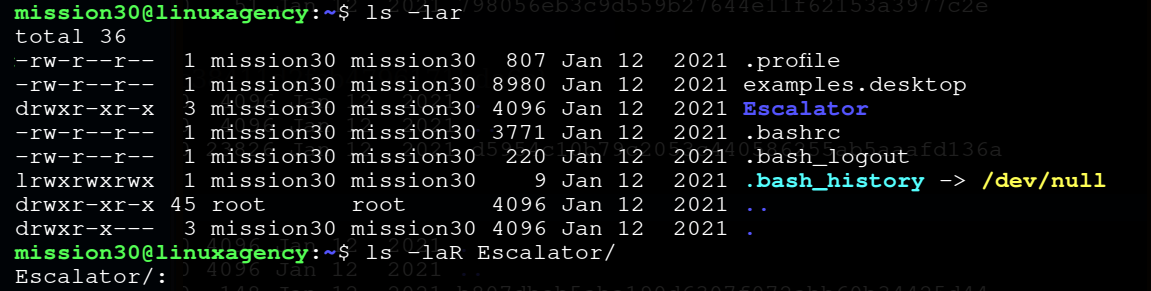 mission30@linuxagency:~$ ls -lar
total 36
-rw-r--r--  1 mission30 mission30  807 Jan 12  2021 .profile
-rw-r--r--  1 mission30 mission30 8980 Jan 12  2021 examples.desktop
drwxr-xr-x  3 mission30 mission30 4096 Jan 12  2021 Escalator
-rw-r--r--  1 mission30 mission30 3771 Jan 12  2021 .bashrc
-rw-r--r--  1 mission30 mission30  220 Jan 12  2021 .bash_logout
lrwxrwxrwx  1 mission30 mission30    9 Jan 12  2021 .bash_history -> /dev/null
drwxr-xr-x 45 root      root      4096 Jan 12  2021 ..
drwxr-x---  3 mission30 mission30 4096 Jan 12  2021 .
mission30@linuxagency:~$ ls -laR Escalator/
Escalator/: